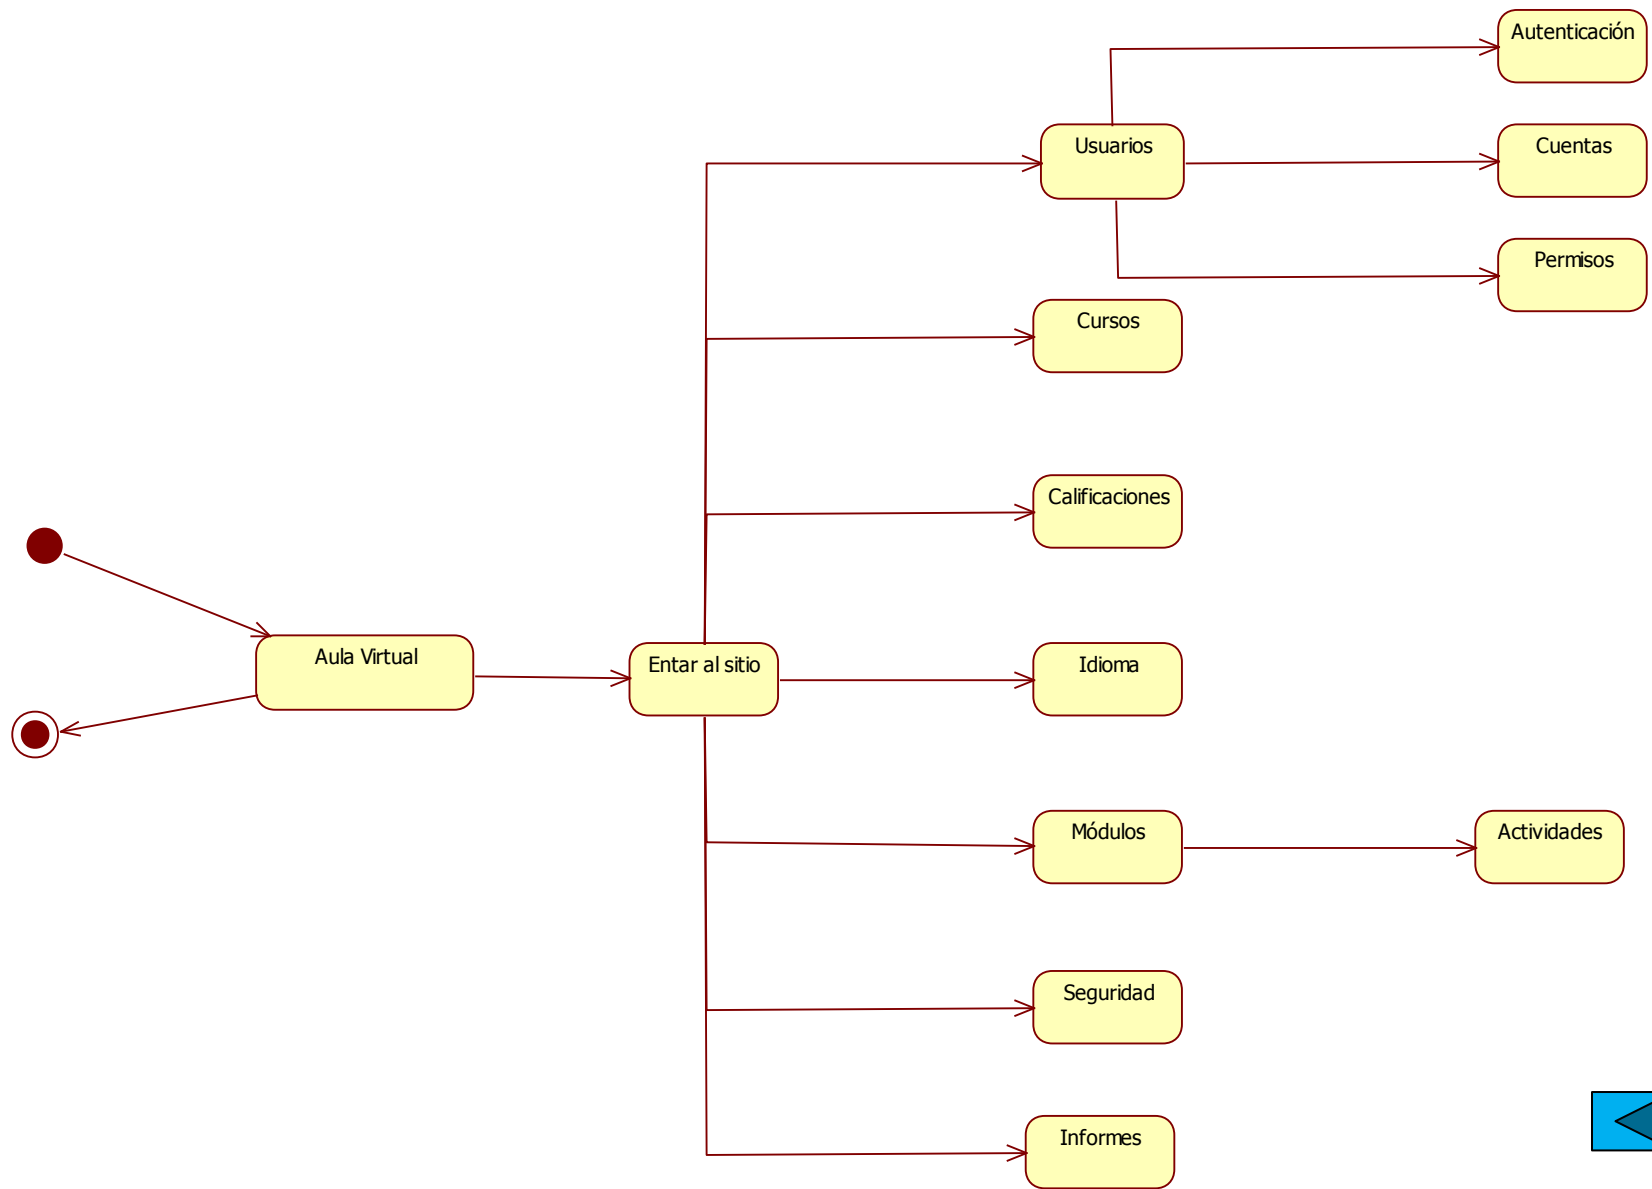 Autenticación
Usuarios
Cuentas
Permisos
Cursos
Calificaciones
Aula Virtual
Entar al sitio
Idioma
Módulos
Actividades
Seguridad
Informes